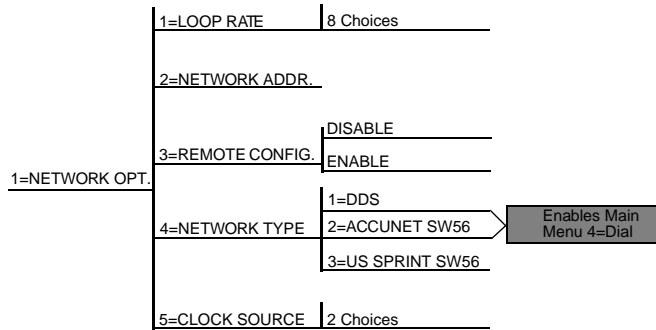 1=LOOP RATE
8 Choices
2=NETWORK ADDR.
DISABLE
3=REMOTE CONFIG.
ENABLE
1=NETWORK OPT.
1=DDS
4=NETWORK TYPE
2=ACCUNET SW56
Enables Main
Menu 4=Dial
3=US SPRINT SW56
5=CLOCK SOURCE
2 Choices